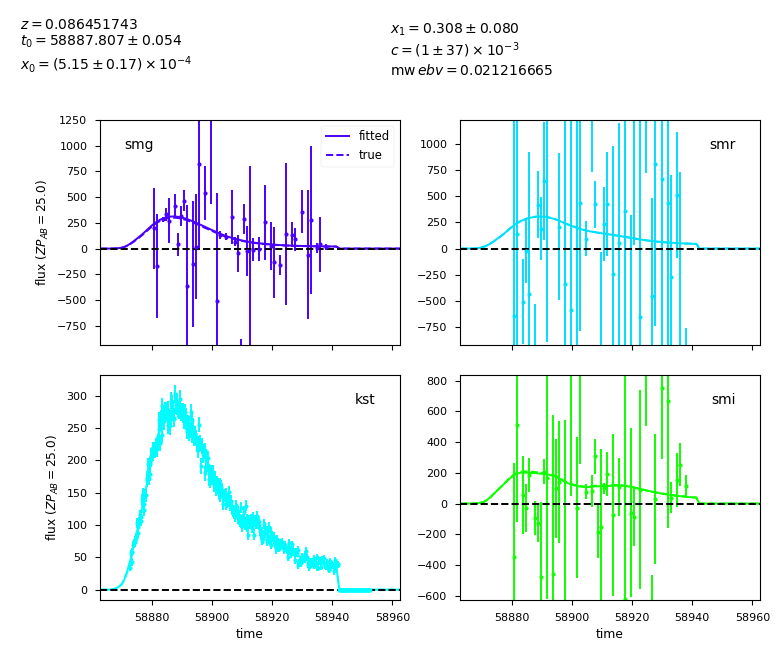 z = 0.086451743
t₀ = 58887.807 ± 0.054
x₀ = (5.15 ± 0.17) × 10⁻⁴
x₁ = 0.308 ± 0.080
c = (1 ± 37) × 10⁻³
mw ebv = 0.021216665
smg
fitted
true
1250
1000
750
500
250
0
−250
−500
−750
flux (ZP_AB = 25.0)
smr
1000
750
500
250
0
−250
−500
−750
kst
300
250
200
150
100
50
0
flux (ZP_AB = 25.0)
58880 58900 58920 58940 58960
time
smi
800
600
400
200
0
−200
−400
−600
58880 58900 58920 58940 58960
time